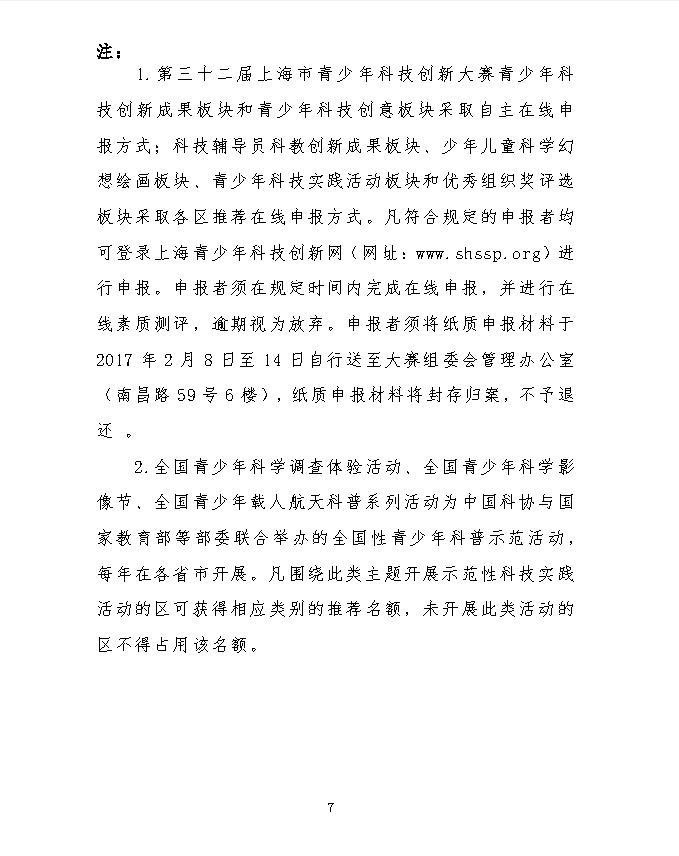 注：
1.第三十二届上海市青少年科技创新大赛青少年科
技创新成果板块和青少年科技创意板块采取自主在线申
报方式；科技辅导员科教创新成果板块、少年儿童科学幻
想绘画板块、青少年科技实践活动板块和优秀组织奖评选
板块采取各区推荐在线申报方式。凡符合规定的申报者均
可登录上海青少年科技创新网（网址：www.shssp.org）进
行申报。申报者须在规定时间内完成在线申报，并进行在
线素质测评，逾期视为放弃。申报者须将纸质申报材料于
2017 年 2 月 8 日至 14 日自行送至大赛组委会管理办公室
（南昌路 59 号 6 楼），纸质申报材料将封存归案，不予退
还 。
2.全国青少年科学调查体验活动、全国青少年科学影
像节、全国青少年载人航天科普系列活动为中国科协与国
家教育部等部委联合举办的全国性青少年科普示范活动，
每年在各省市开展。凡围绕此类主题开展示范性科技实践
活动的区可获得相应类别的推荐名额，未开展此类活动的
区不得占用该名额。
7